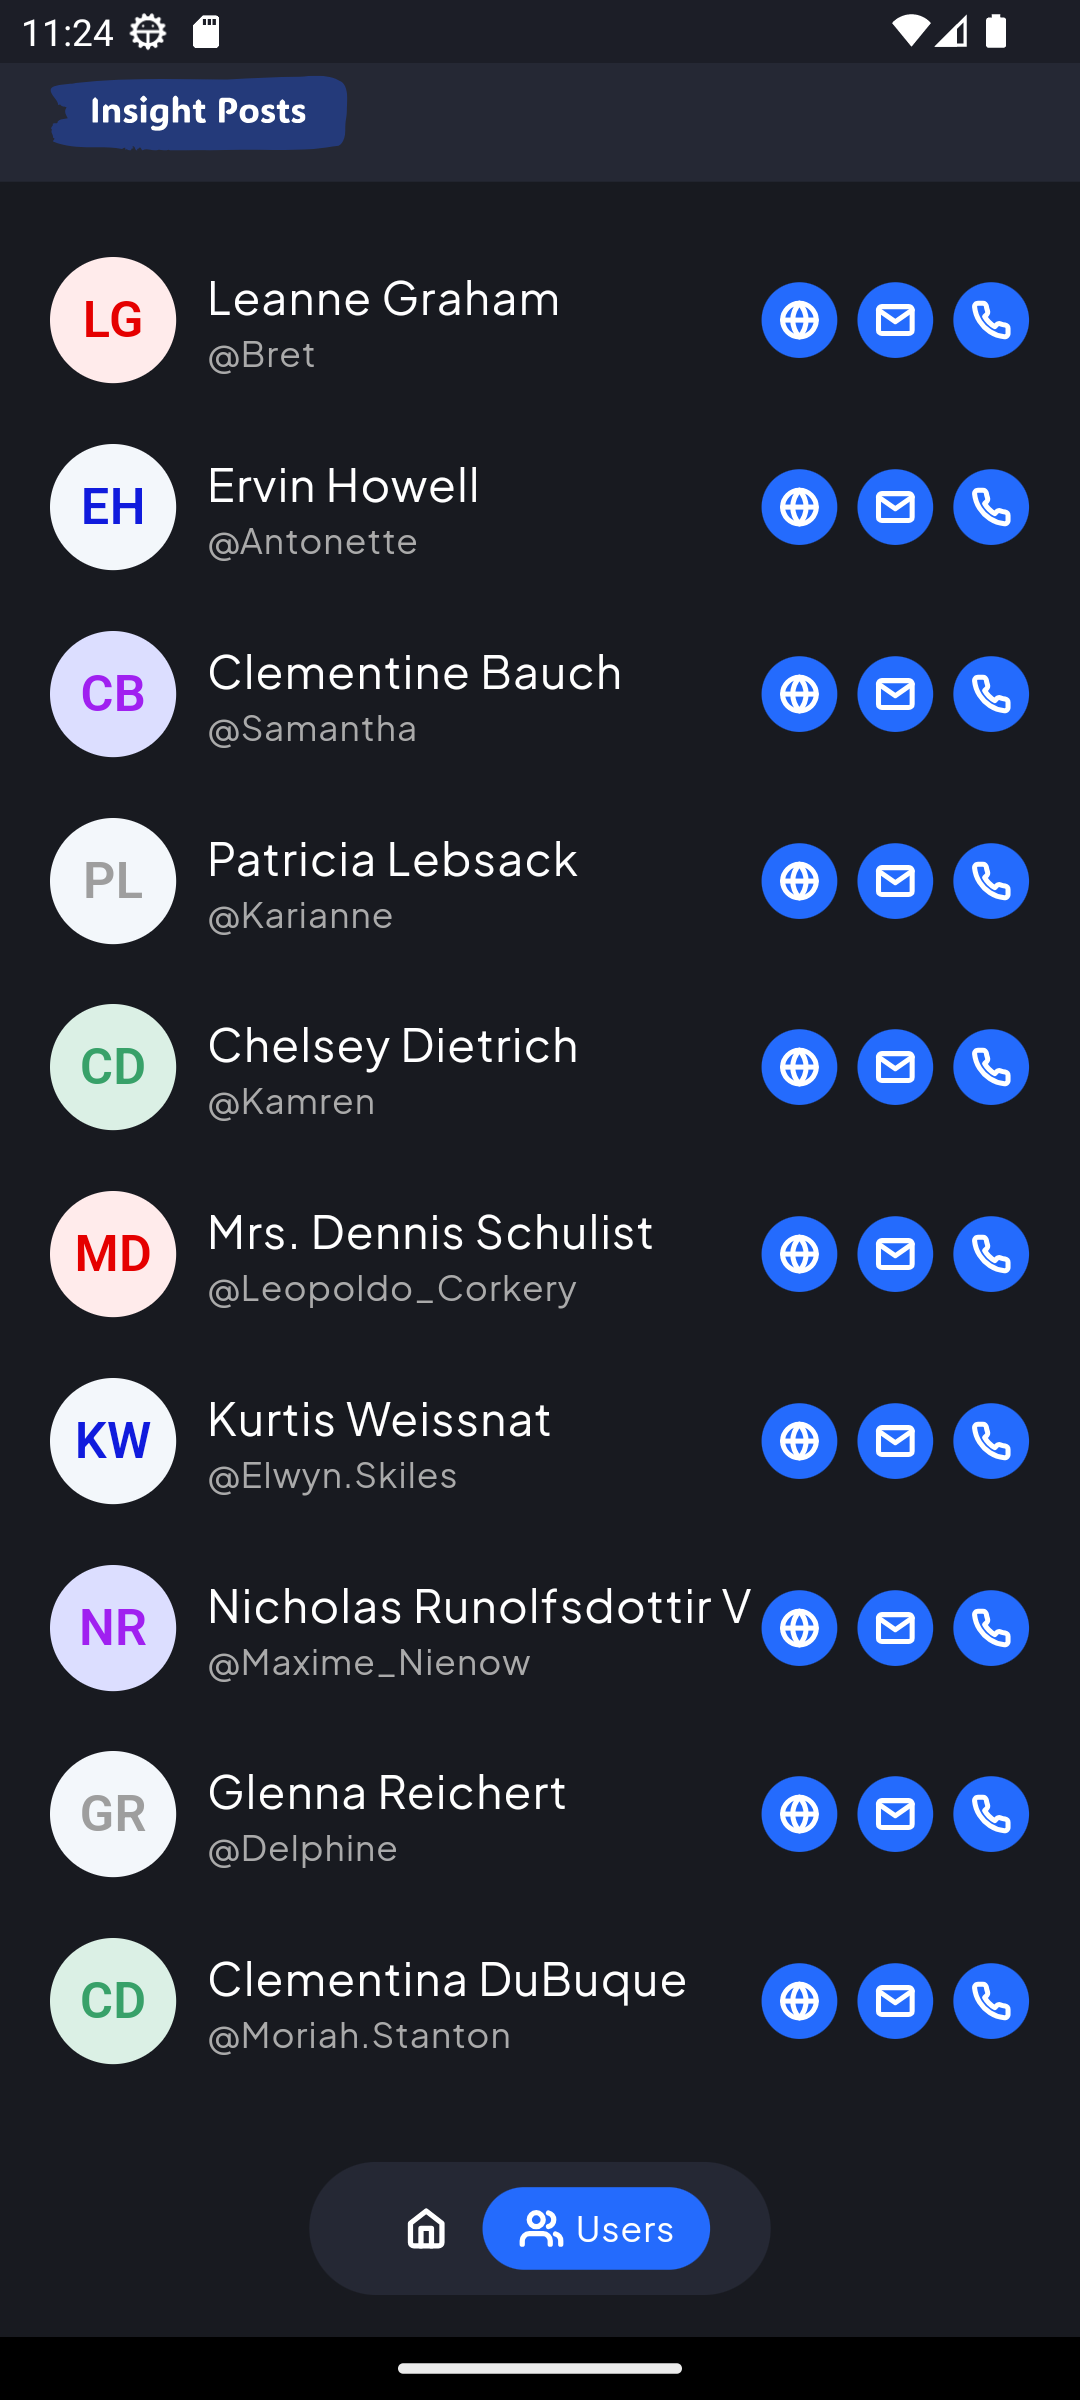 11:24
Insight Posts
LG
Leanne Graham
@Bret
EH
Ervin Howell
@Antonette
CB
Clementine Bauch
@Samantha
PL
Patricia Lebsack
@Karianne
CD
Chelsey Dietrich
@Kamren
MD
Mrs. Dennis Schulist
@Leopoldo_Corkery
KW
Kurtis Weissnat
@Elwyn.Skiles
NR
Nicholas Runolfsdottir V
@Maxime_Nienow
GR
Glenna Reichert
@Delphine
CD
Clementina DuBuque
@Moriah.Stanton
Users